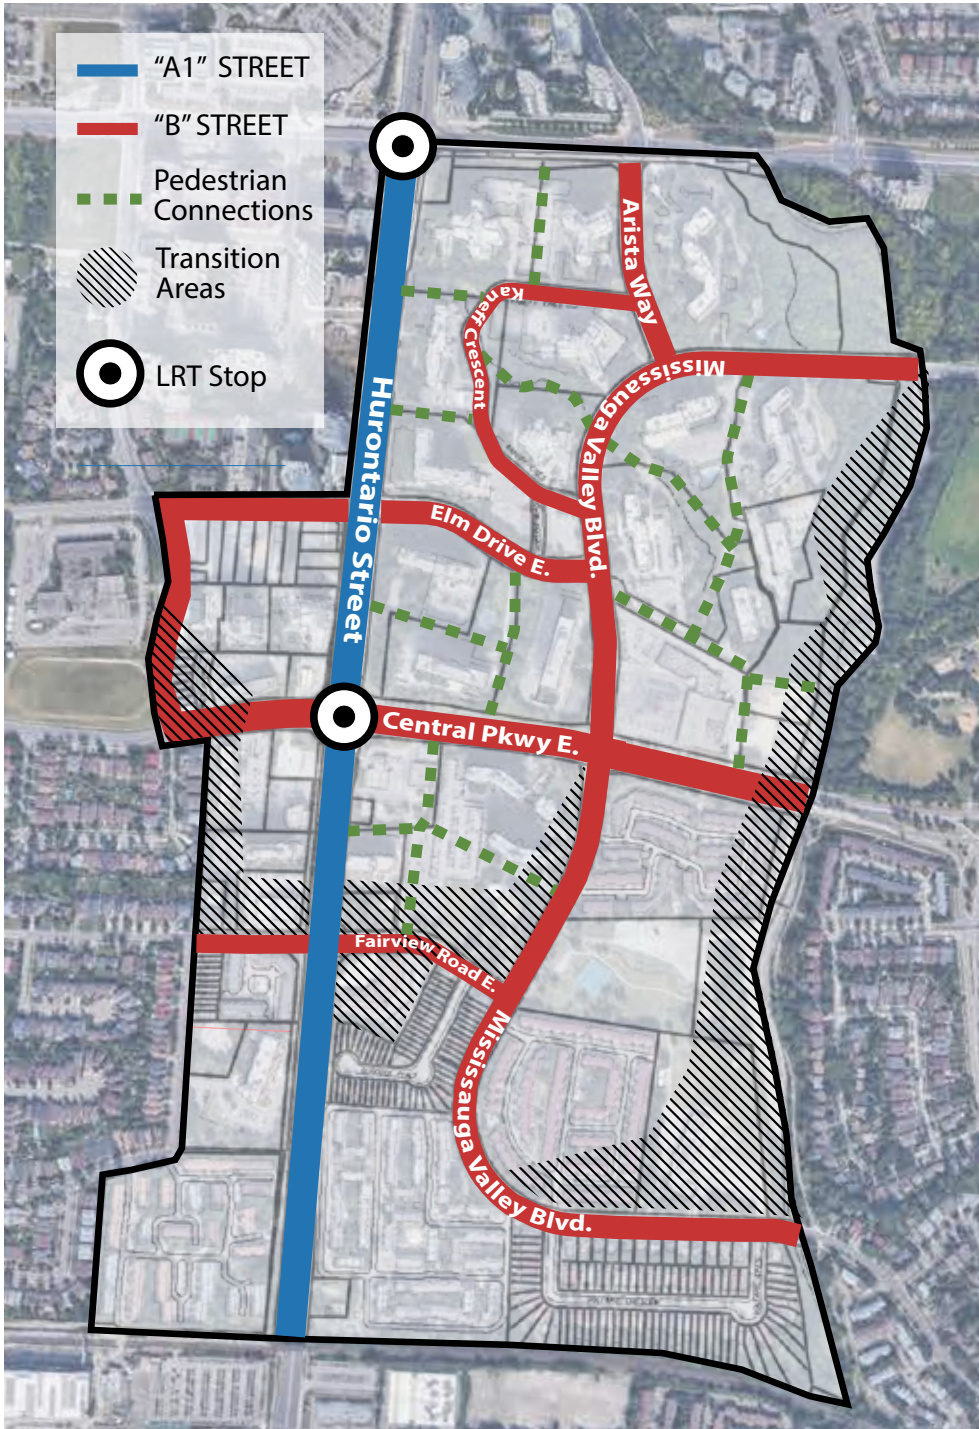 “A1” STREET
“B” STREET
Pedestrian
Connections
Transition
Areas
LRT Stop
Arista Way
Kaneff Crescent
Mississauga Valley Blvd.
Hurontario Street
Elm Drive E.
Central Pkwy E.
Fairview Road E.
Mississauga Valley Blvd.